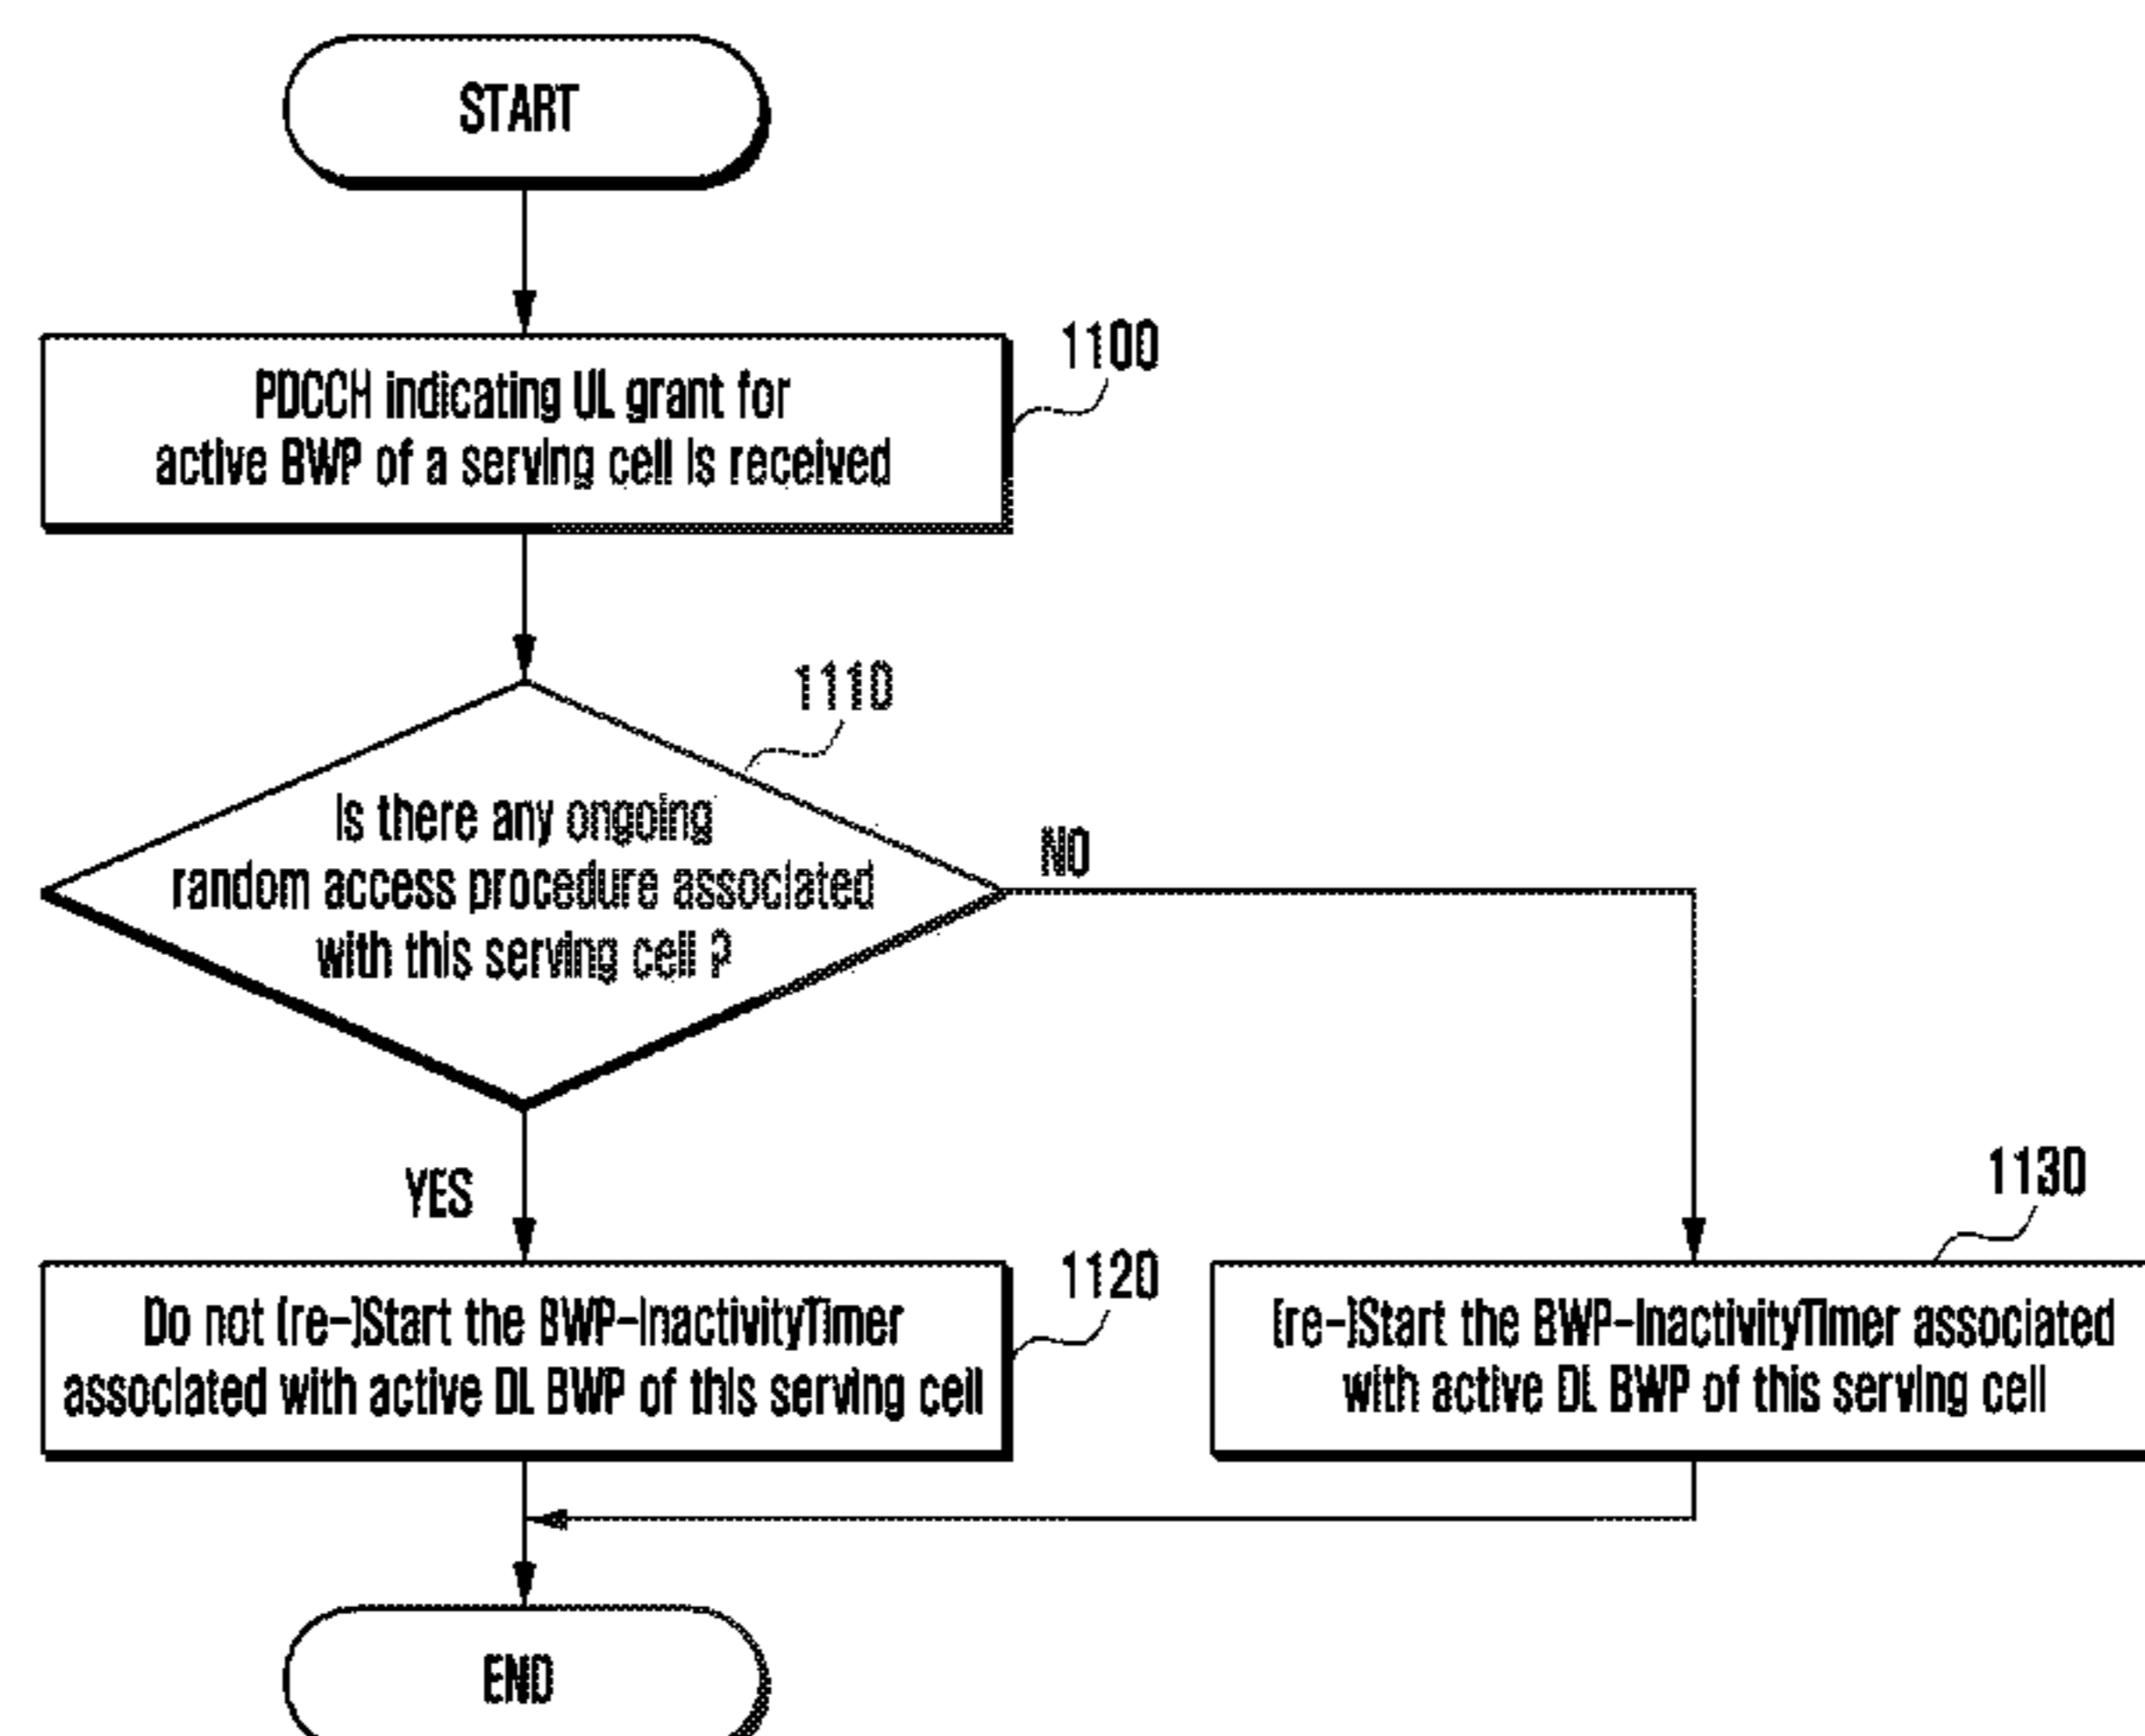 START
1100
PDCCH indicating UL grant for
active BWP of a serving cell is received
1110
Is there any ongoing
random access procedure associated
with this serving cell ?
NO
YES
1120
Do not (re-)Start the BWP-InactivityTimer
associated with active DL BWP of this serving cell
1130
(re-)Start the BWP-InactivityTimer associated
with active DL BWP of this serving cell
END